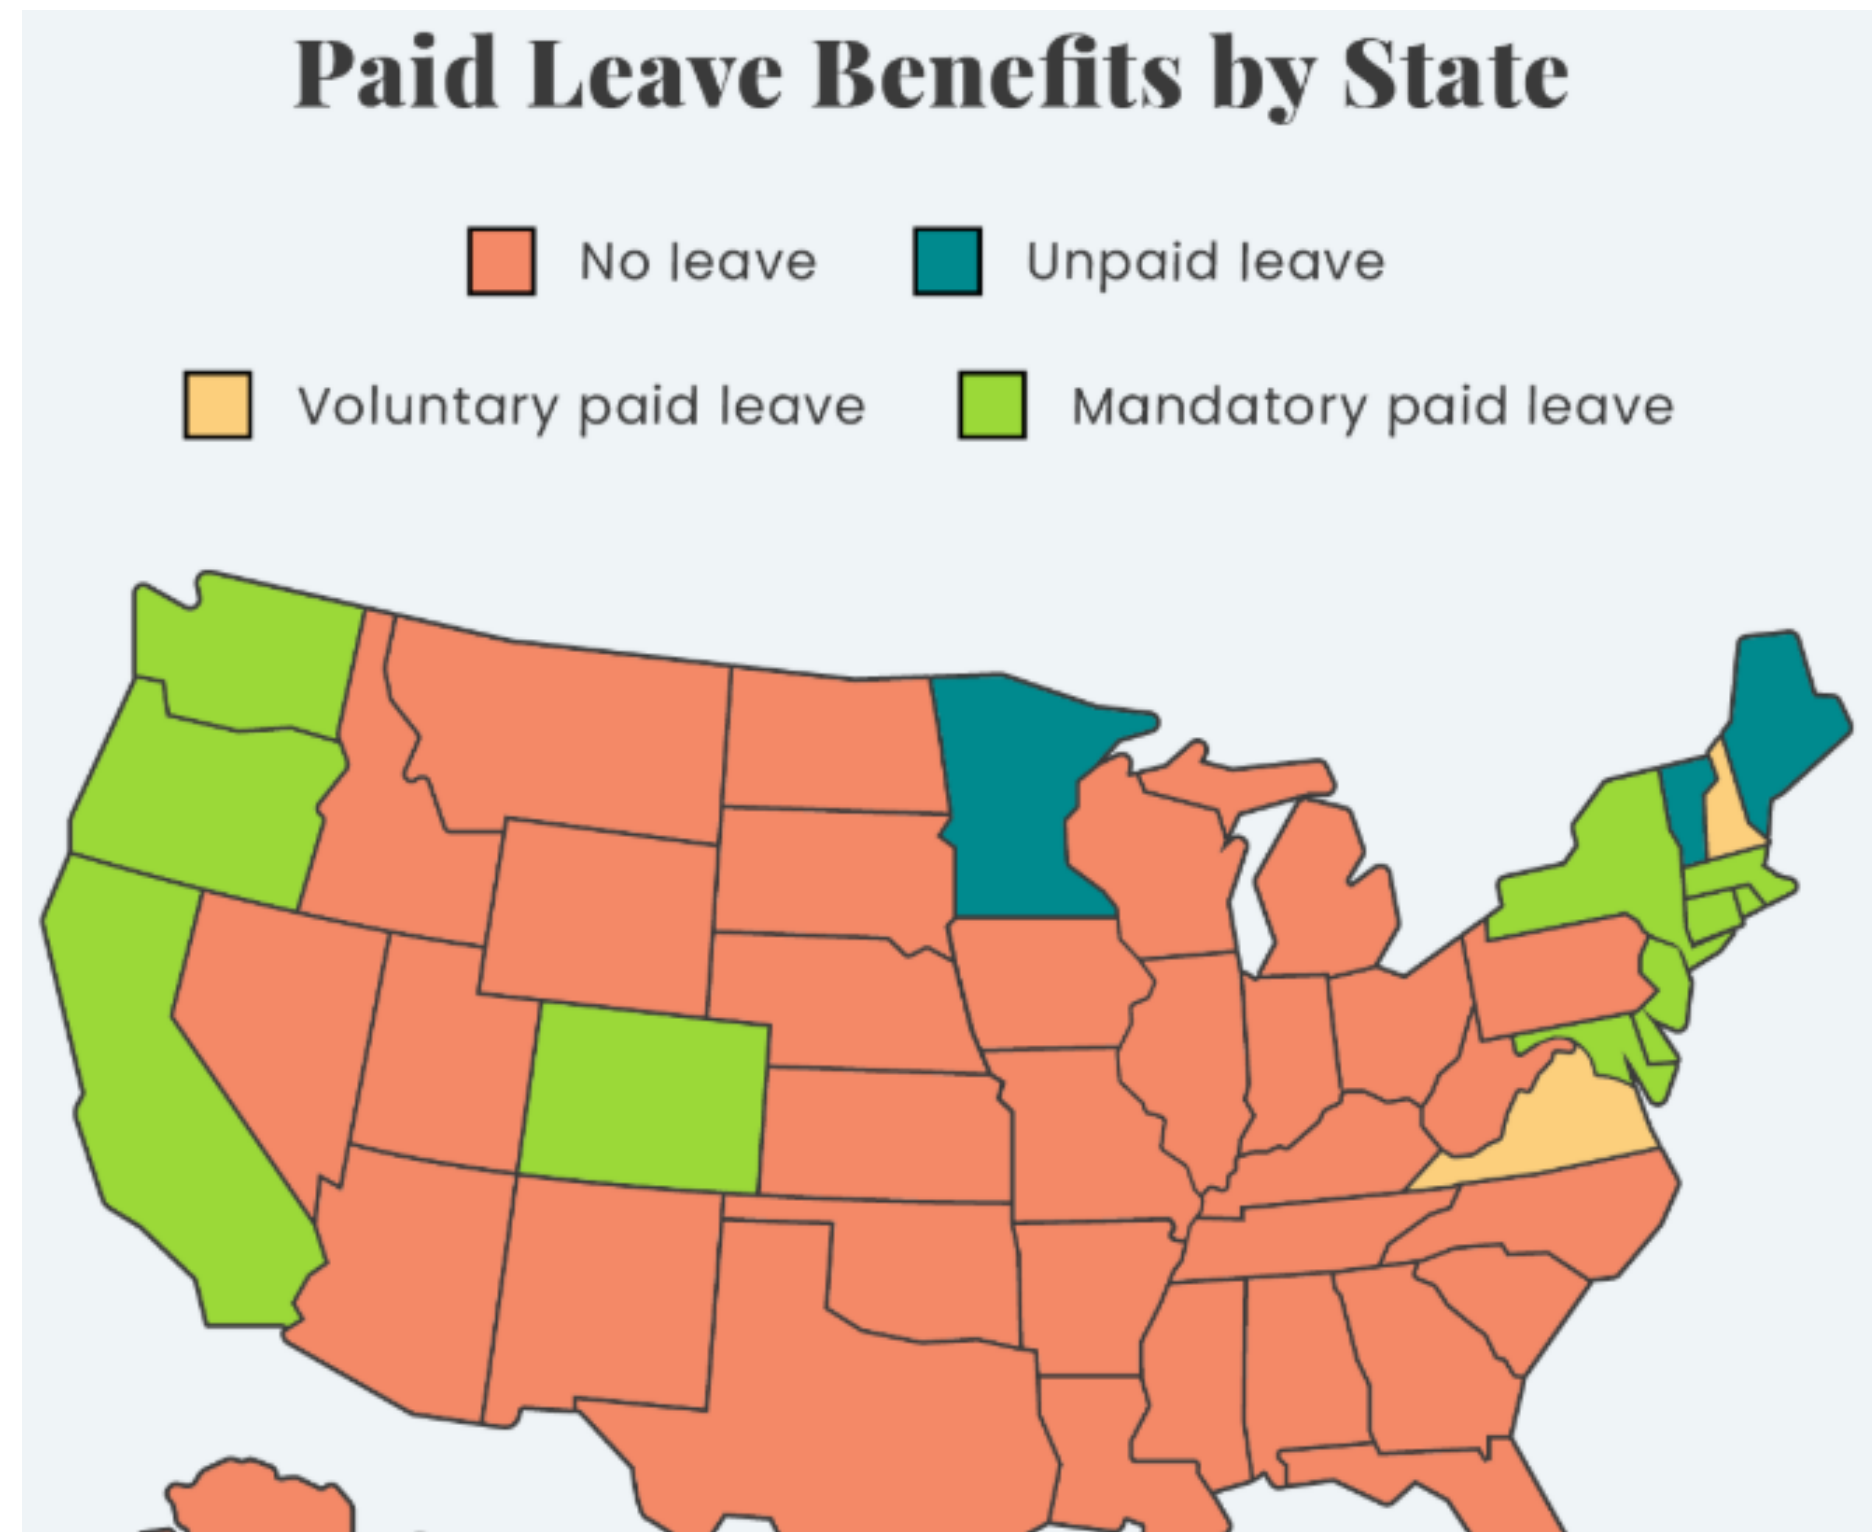 Paid Leave Benefits by State
No leave
Unpaid leave
Voluntary paid leave
Mandatory paid leave